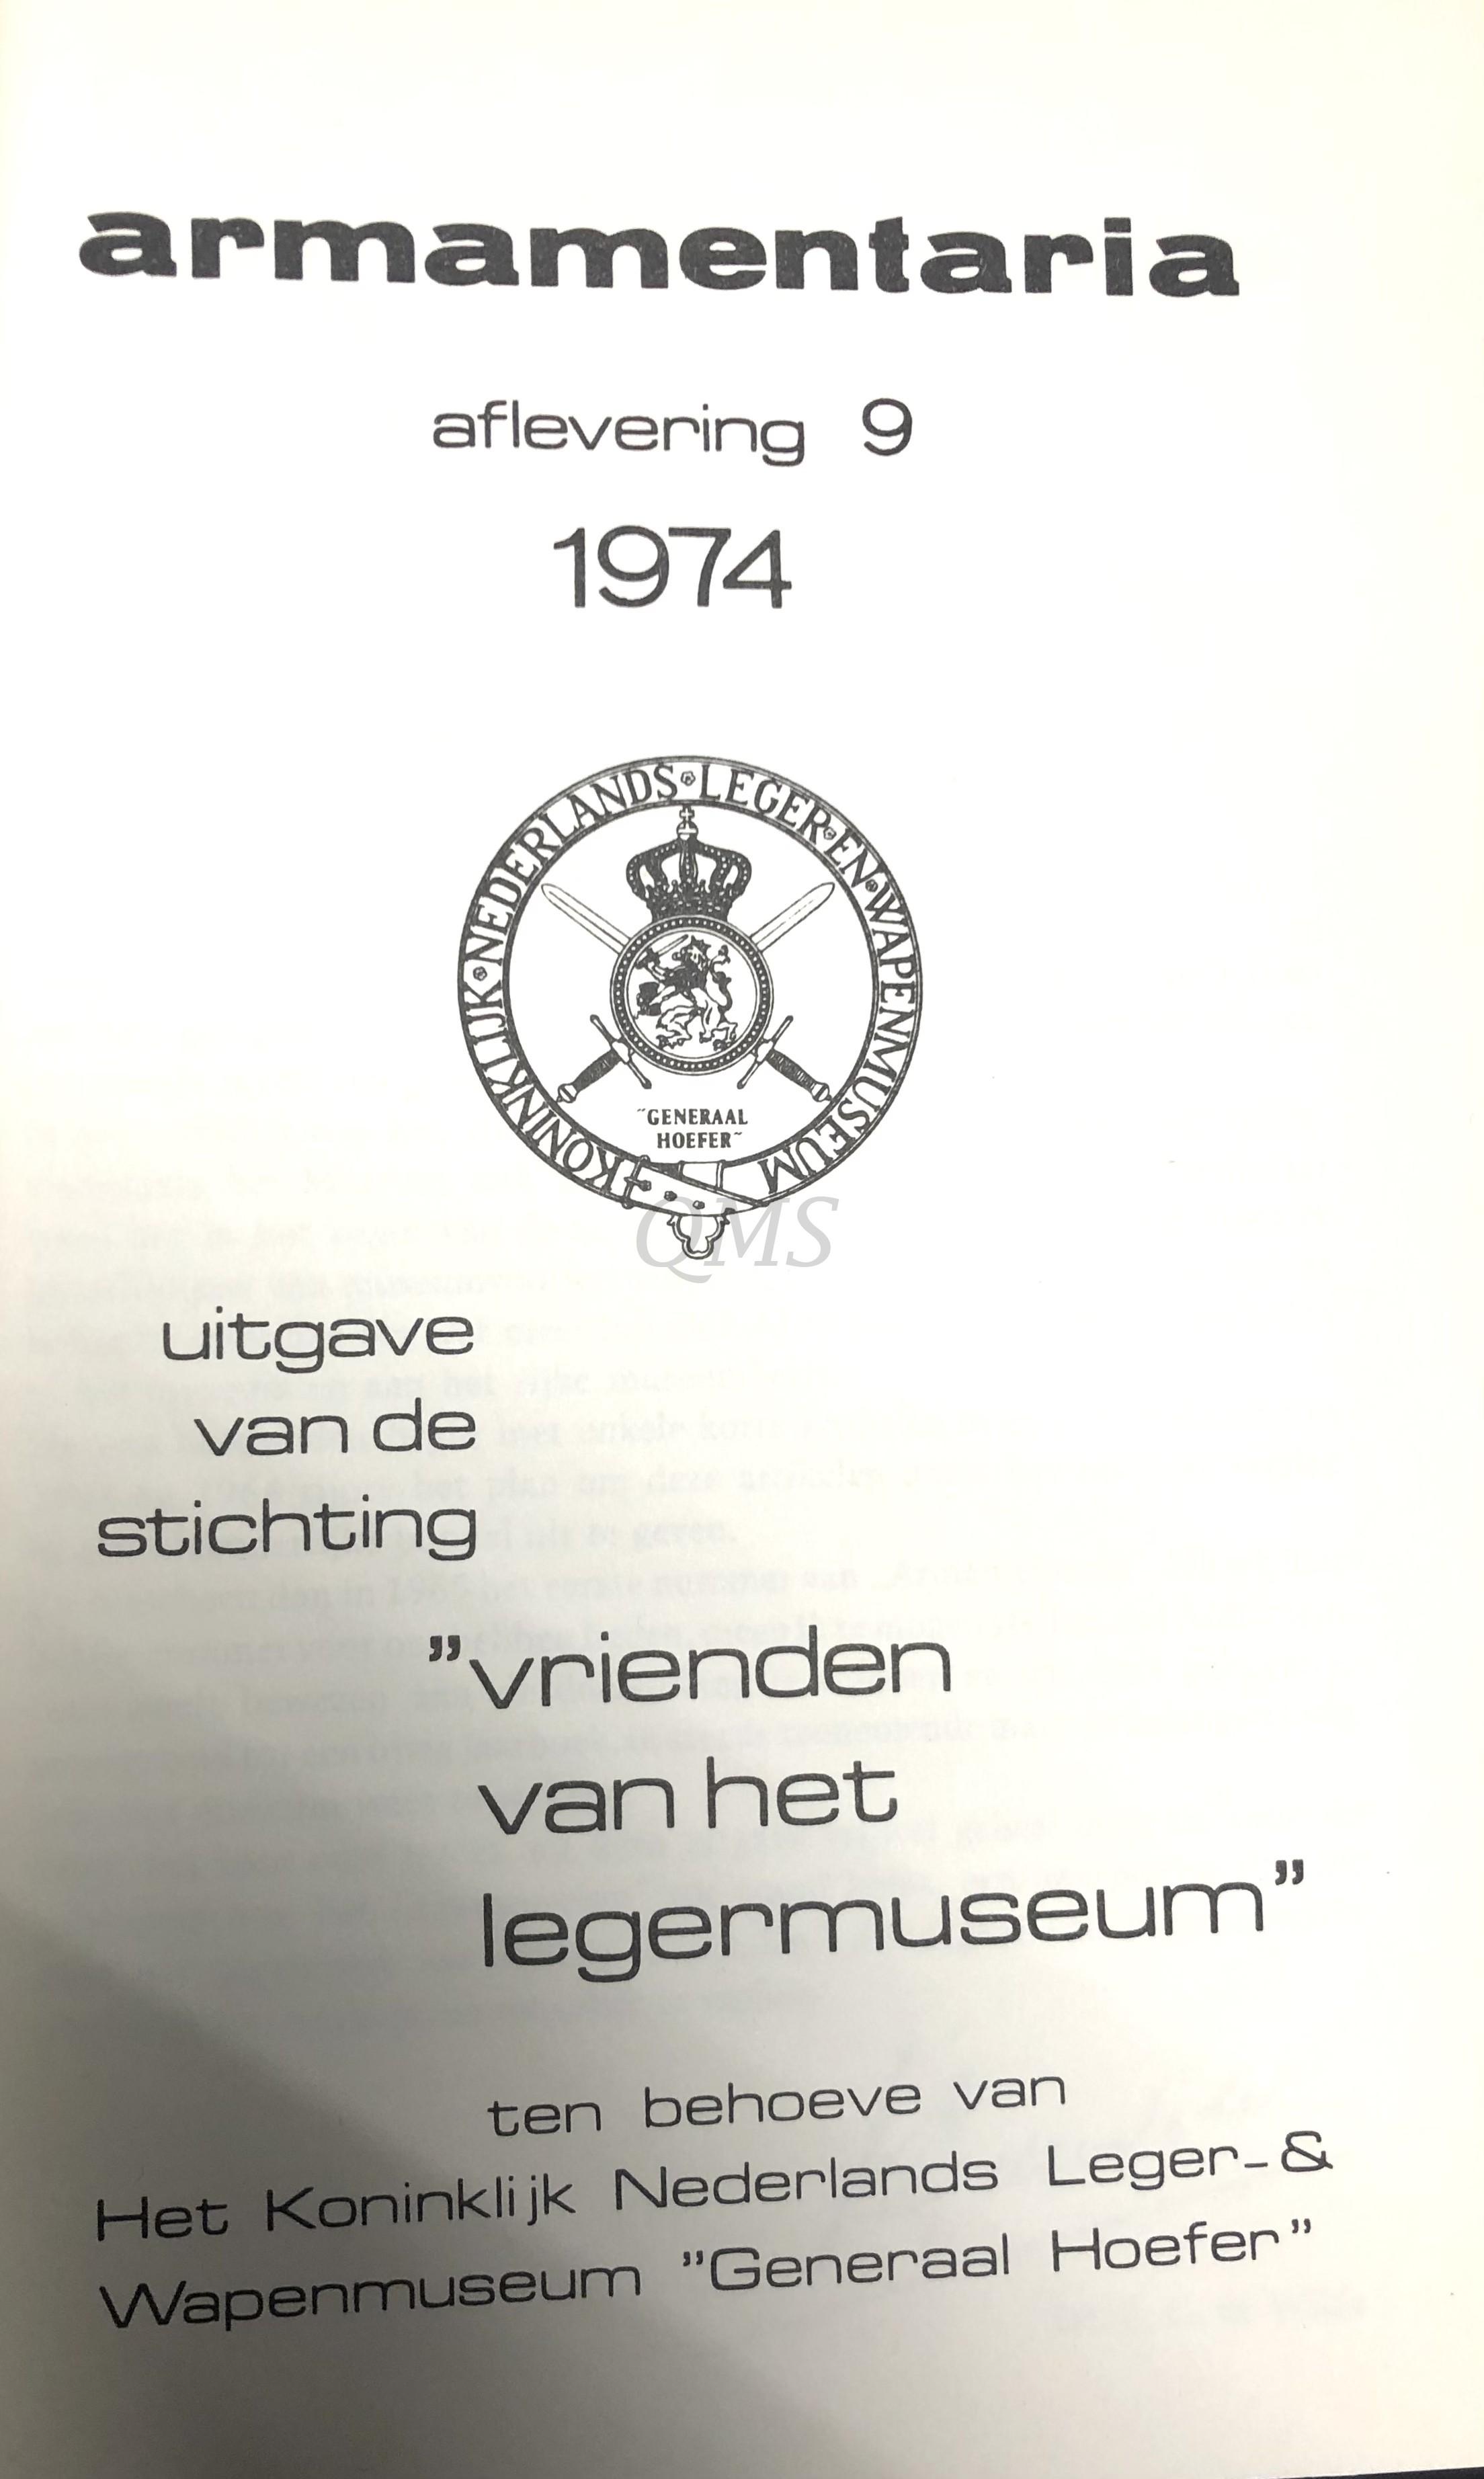 armamentaria
aflevering 9
1974
KONINKLIJK NEDERLANDS LEGER EN WAPENMUSEUM
"GENERAAL
HOEFER"
QMS
uitgave
van de
stichting
"vrienden
van het
legermuseum"
ten behoeve van
Het Koninklijk Nederlands Leger-&
Wapenmuseum "Generaal Hoefer"